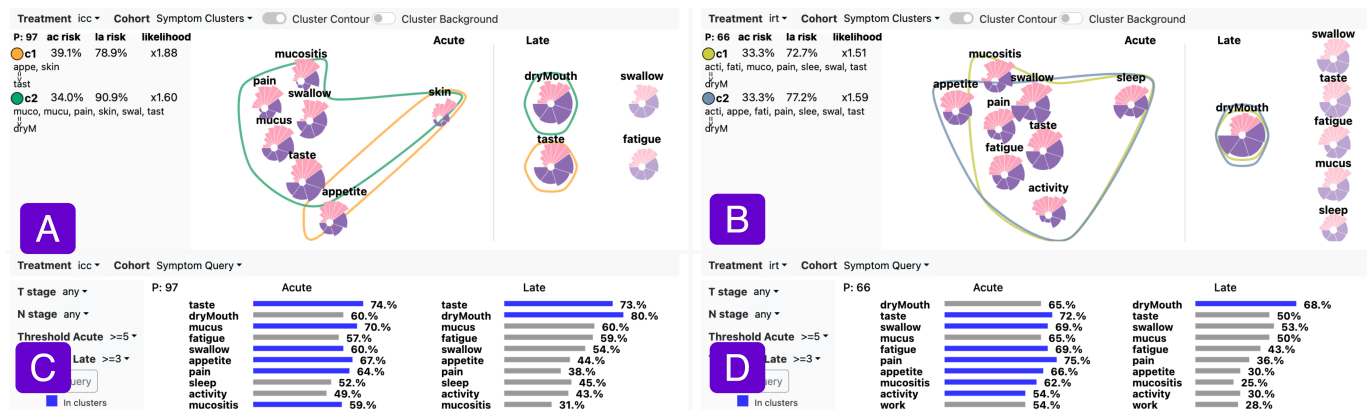 Treatment icc Cohort Symptom Clusters Cluster Contour Cluster Background
P: 97 ac risk la risk likelihood
c1 39.1% 78.9% x1.88
appe, skin
=>
tast
c2 34.0% 90.9% x1.60
muco, mucu, pain, skin, swal, tast
=>
dryM
Acute Late
mucositis
pain
swallow
mucus
taste
appetite
skin
dryMouth
taste
swallow
fatigue
A
Treatment irt Cohort Symptom Clusters Cluster Contour Cluster Background
P: 66 ac risk la risk likelihood
c1 33.3% 72.7% x1.51
acti, fati, muco, pain, slee, swal, tast
=>
dryM
c2 33.3% 77.2% x1.59
acti, appe, fati, pain, slee, swal, tast
=>
dryM
Acute Late
mucositis
appetite
swallow
sleep
pain
taste
fatigue
activity
dryMouth
swallow
taste
fatigue
mucus
sleep
B
Treatment icc Cohort Symptom Query
T stage any
N stage any
Threshold Acute >=5
Late >=3
uery
In clusters
P: 97 Acute Late
taste 74.% taste 73.%
dryMouth 60.% dryMouth 80.%
mucus 70.% mucus 60.%
fatigue 57.% fatigue 59.%
swallow 60.% swallow 54.%
appetite 67.% appetite 44.%
pain 64.% pain 38.%
sleep 52.% sleep 45.%
activity 49.% activity 43.%
mucositis 59.% mucositis 31.%
C
Treatment irt Cohort Symptom Query
T stage any
N stage any
Threshold Acute >=5
Late >=3
uery
In clusters
P: 66 Acute Late
dryMouth 65.% dryMouth 68.%
taste 72.% taste 50%
swallow 69.% swallow 53.%
mucus 65.% mucus 50%
fatigue 69.% fatigue 43.%
pain 75.% pain 36.%
appetite 66.% appetite 30.%
mucositis 62.% mucositis 25.%
activity 54.% activity 30.%
work 54.% work 28.%
D